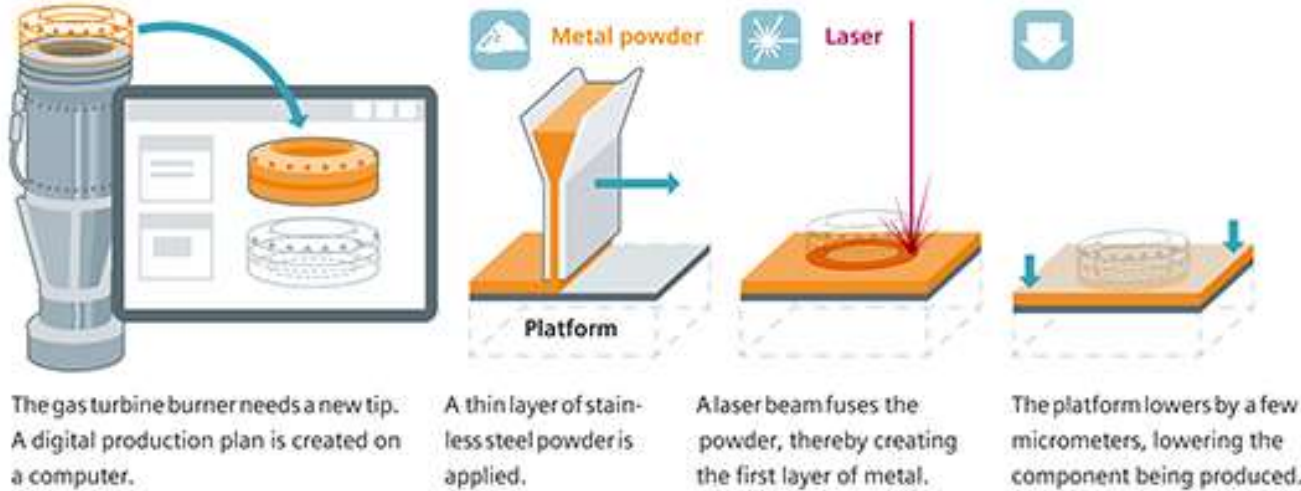 Metal powder
Laser
Platform
The gas turbine burner needs a new tip.
A digital production plan is created on
a computer.
A thin layer of stain-
less steel powder is
applied.
A laser beam fuses the
powder, thereby creating
the first layer of metal.
The platform lowers by a few
micrometers, lowering the
component being produced.